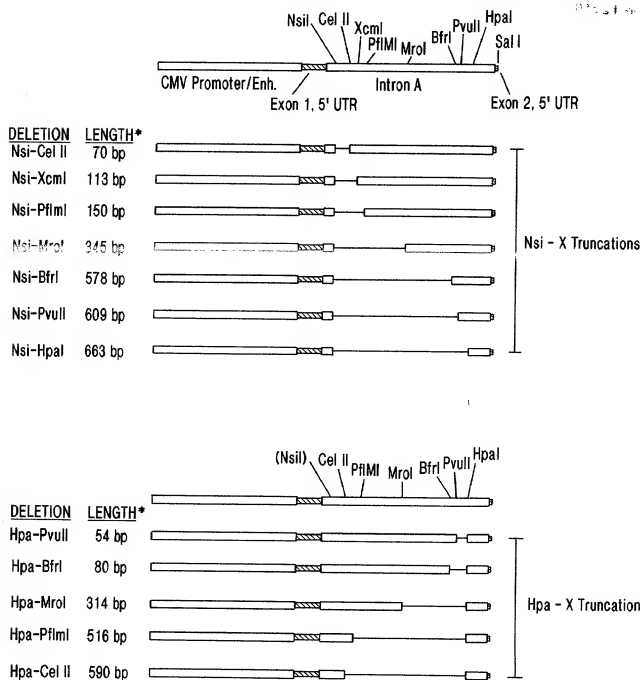 NsiI Cel II XcmI PflMI MroI BfrI PvuII HpaI Sal I
CMV Promoter/Enh. Intron A
Exon 1, 5' UTR Exon 2, 5' UTR
DELETION LENGTH*
Nsi-Cel II 70 bp
Nsi-XcmI 113 bp
Nsi-PflmI 150 bp
Nsi-MroI 345 bp
Nsi-BfrI 578 bp
Nsi-PvuII 609 bp
Nsi-HpaI 663 bp
Nsi - X Truncations
(NsiI) Cel II PflMI MroI BfrI PvuII HpaI
DELETION LENGTH*
Hpa-PvuII 54 bp
Hpa-BfrI 80 bp
Hpa-MroI 314 bp
Hpa-PflmI 516 bp
Hpa-Cel II 590 bp
Hpa - X Truncation